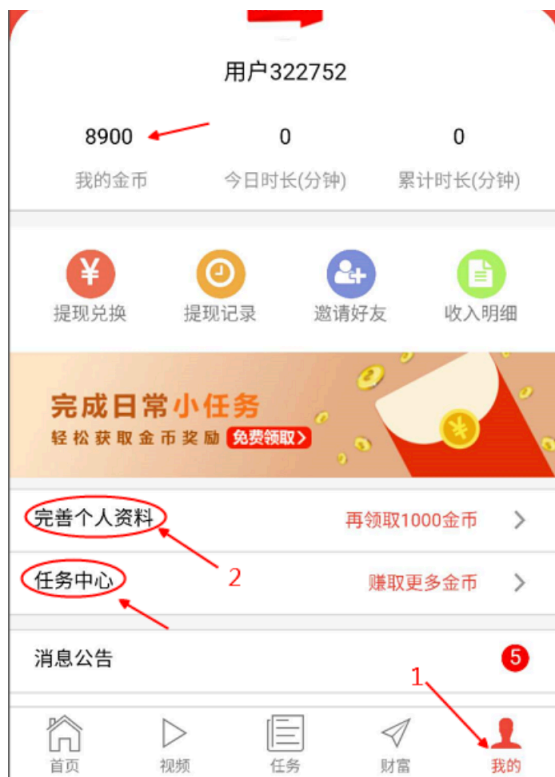 用户322752
8900 0 0
我的金币 今日时长(分钟) 累计时长(分钟)
¥
提现兑换 提现记录 邀请好友 收入明细
完成日常小任务
轻松获取金币奖励 免费领取>
¥
完善个人资料 再领取1000金币 >
2
任务中心 赚取更多金币 >
消息公告 5
1
首页 视频 任务 财富 我的